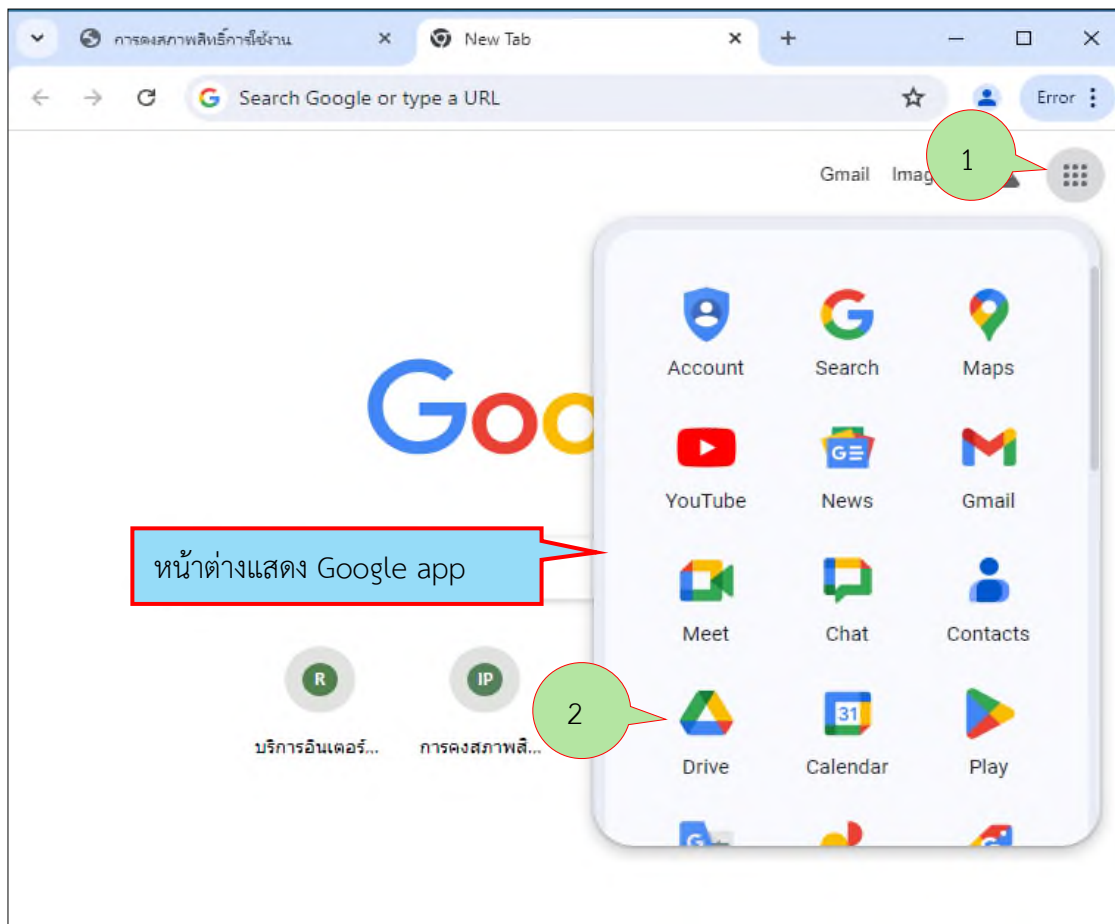 การคงสภาพสิทธิ์การใช้งาน
New Tab
Search Google or type a URL
Error
Gmail Imag
1
Goo
Account Search Maps
YouTube News Gmail
หน้าต่างแสดง Google app
Meet Chat Contacts
R IP
2
31
บริการอินเตอร์... การคงสภาพสิ...
Drive Calendar Play